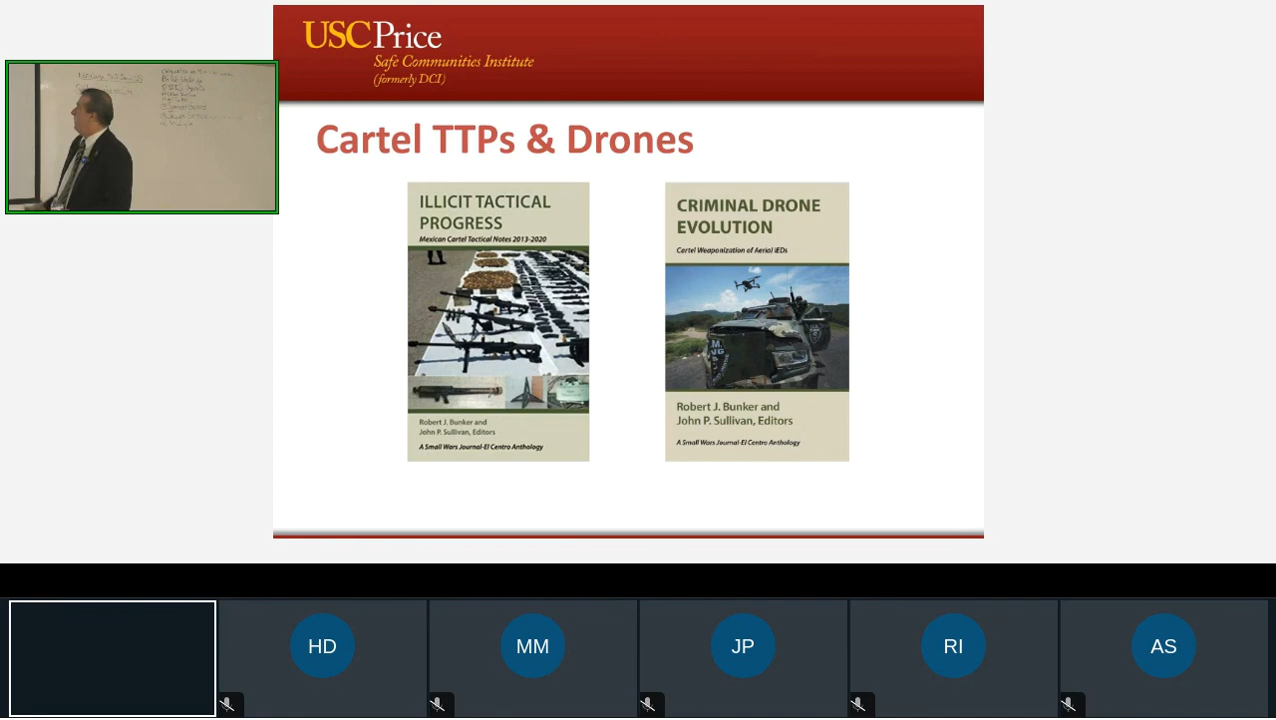 USCPrice
Safe Communities Institute
(formerly DCI)
Cartel TTPs & Drones
ILLICIT TACTICAL
PROGRESS
Mexican Cartel Tactical Notes 2013-2020
Robert J. Bunker and
John P. Sullivan, Editors
A Small Wars Journal-El Centro Anthology
CRIMINAL DRONE
EVOLUTION
Cartel Weaponization of Aerial IEDs
Robert J. Bunker and
John P. Sullivan, Editors
A Small Wars Journal-El Centro Anthology
HD
MM
JP
RI
AS